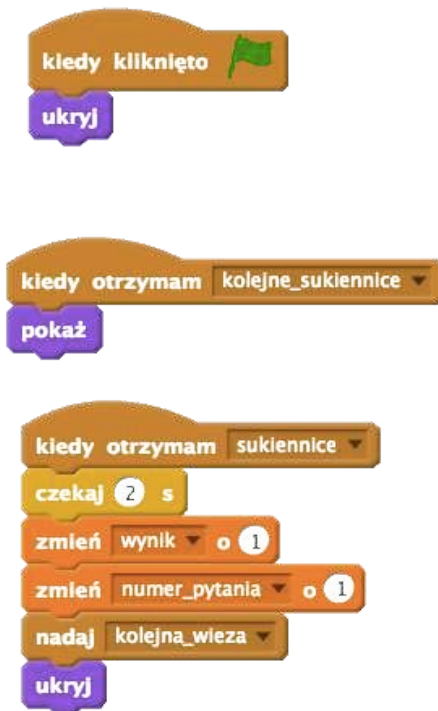 kiedy kliknięto
ukryj
kiedy otrzymam kolejne_sukiennice
pokaż
kiedy otrzymam sukiennice
czekaj 2 s
zmień wynik o 1
zmień numer_pytania o 1
nadaj kolejna_wieza
ukryj